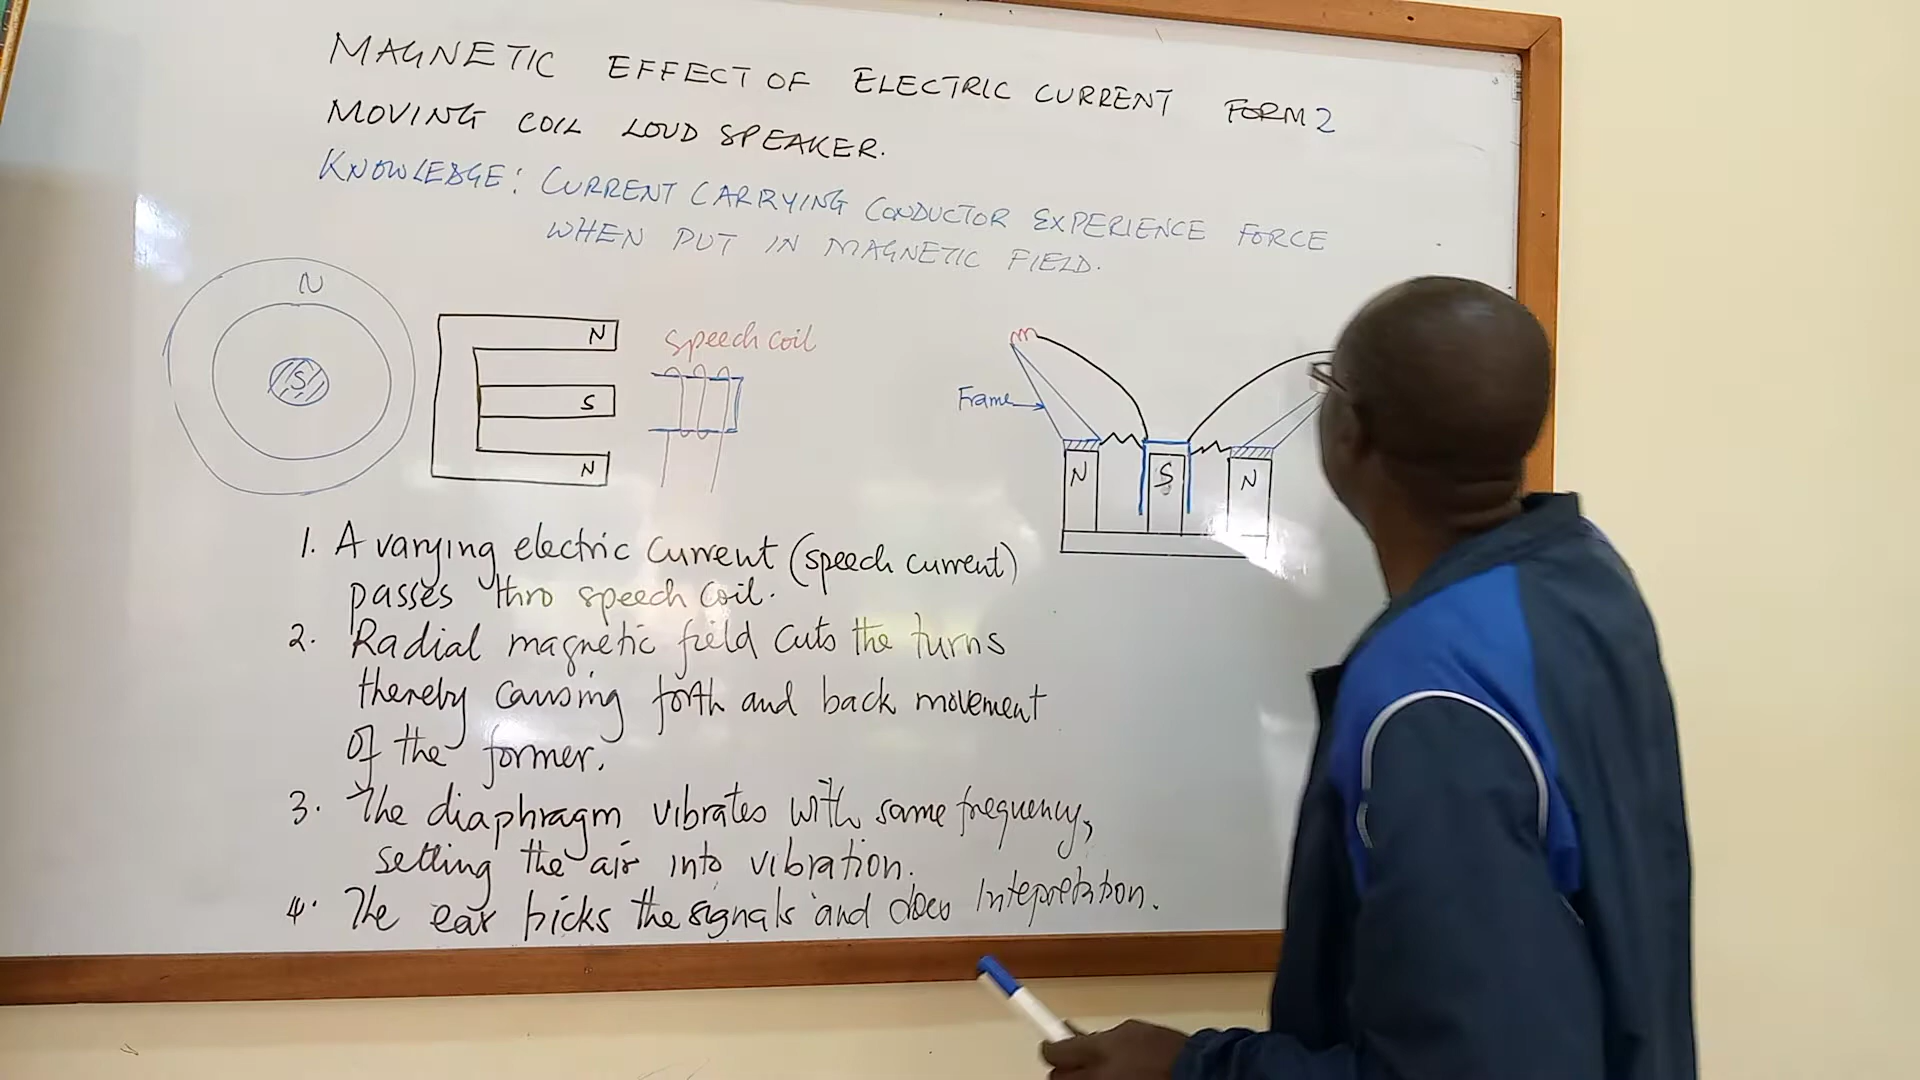 MAGNETIC EFFECT OF ELECTRIC CURRENT FORM 2
MOVING COIL LOUD SPEAKER.
KNOWLEDGE: CURRENT CARRYING CONDUCTOR EXPERIENCE FORCE
WHEN PUT IN MAGNETIC FIELD.
N
S
N
S
N
speech coil
Frame
N
S
N
1. A varying electric current (speech current)
passes thro speech coil.
2. Radial magnetic field cuts the turns
thereby causing forth and back movement
of the former.
3. The diaphragm vibrates with same frequency,
setting the air into vibration.
4. The ear picks the signals and does Intepretation.